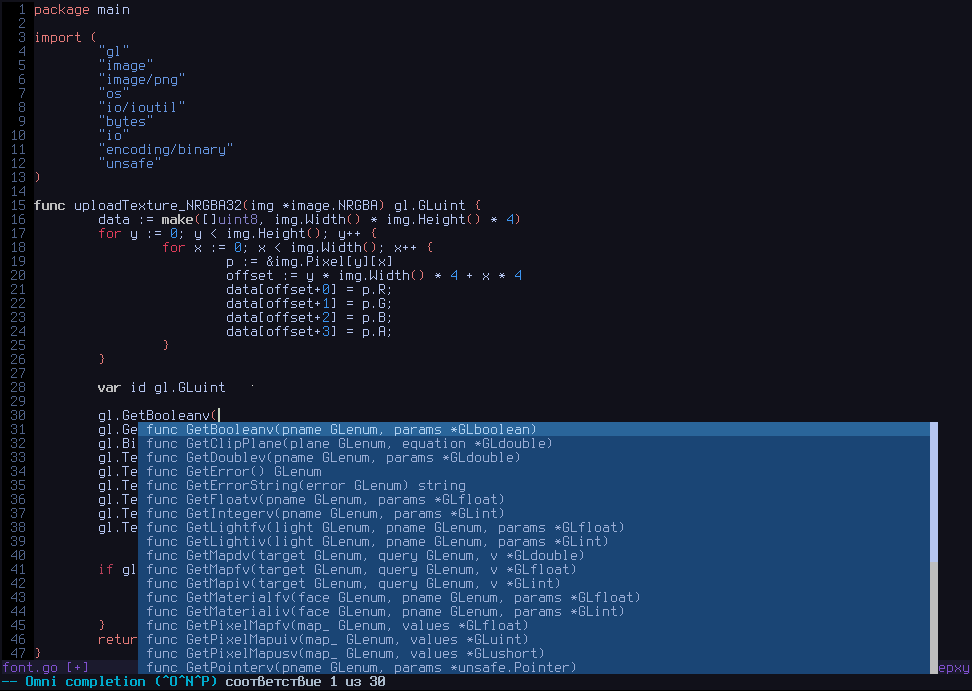 1 package main
2
3 import (
4 "gl"
5 "image"
6 "image/png"
7 "os"
8 "io/ioutil"
9 "bytes"
10 "io"
11 "encoding/binary"
12 "unsafe"
13 )
14
15 func uploadTexture_NRGBA32(img *image.NRGBA) gl.GLuint {
16 data := make([]uint8, img.Width() * img.Height() * 4)
17 for y := 0; y < img.Height(); y++ {
18 for x := 0; x < img.Width(); x++ {
19 p := &img.Pixel[y][x]
20 offset := y * img.Width() * 4 + x * 4
21 data[offset+0] = p.R;
22 data[offset+1] = p.G;
23 data[offset+2] = p.B;
24 data[offset+3] = p.A;
25 }
26 }
27
28 var id gl.GLuint
29
30 gl.GetBooleanv(
31 gl.Ge func GetBooleanv(pname GLenum, params *GLboolean)
32 gl.Bi func GetClipPlane(plane GLenum, equation *GLdouble)
33 gl.Te func GetDoublev(pname GLenum, params *GLdouble)
34 gl.Te func GetError() GLenum
35 gl.Te func GetErrorString(error GLenum) string
36 gl.Te func GetFloatv(pname GLenum, params *GLfloat)
37 gl.Te func GetIntegerv(pname GLenum, params *GLint)
38 gl.Te func GetLightfv(light GLenum, pname GLenum, params *GLfloat)
39 func GetLightiv(light GLenum, pname GLenum, params *GLint)
40 func GetMapdv(target GLenum, query GLenum, v *GLdouble)
41 if gl func GetMapfv(target GLenum, query GLenum, v *GLfloat)
42 func GetMapiv(target GLenum, query GLenum, v *GLint)
43 func GetMaterialfv(face GLenum, pname GLenum, params *GLfloat)
44 func GetMaterialiv(face GLenum, pname GLenum, params *GLint)
45 } func GetPixelMapfv(map_ GLenum, values *GLfloat)
46 retur func GetPixelMapuiv(map_ GLenum, values *GLuint)
47 } func GetPixelMapusv(map_ GLenum, values *GLushort)
font.go [+] func GetPointerv(pname GLenum, params *unsafe.Pointer) ерху
-- Omni completion (^O^N^P) соответствие 1 из 30